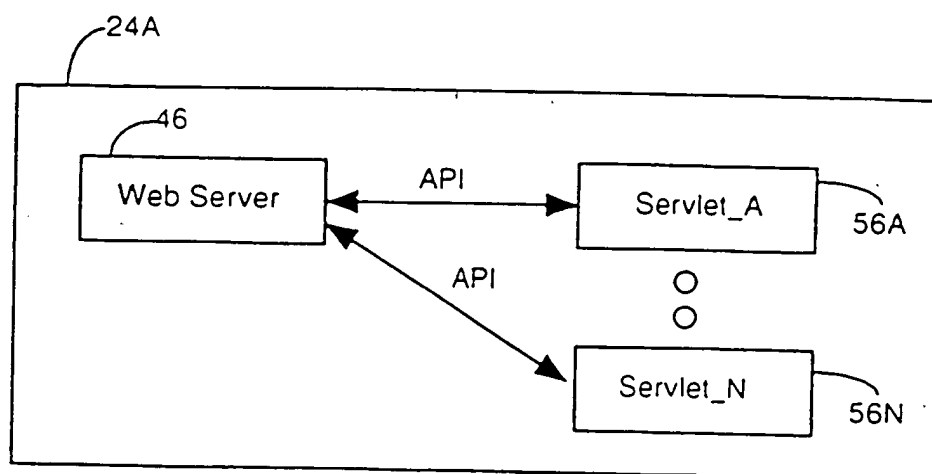 24A
46
Web Server
API
Servlet_A
56A
API
Servlet_N
56N